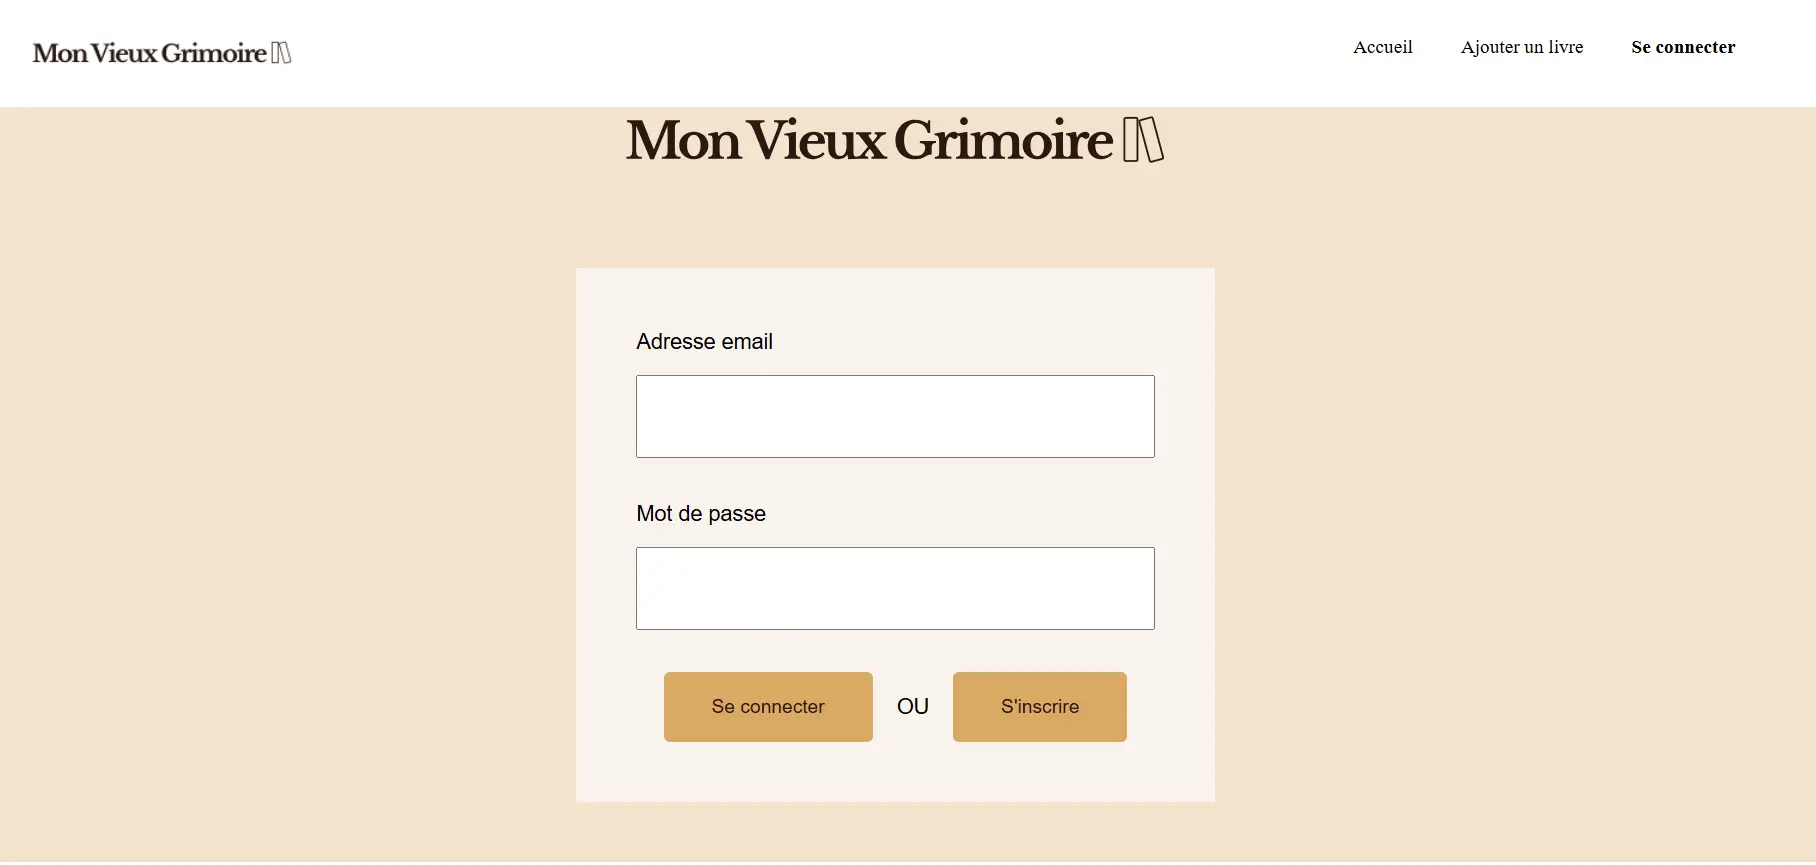 Mon Vieux Grimoire
Accueil Ajouter un livre Se connecter
Mon Vieux Grimoire
Adresse email
Mot de passe
Se connecter OU S'inscrire